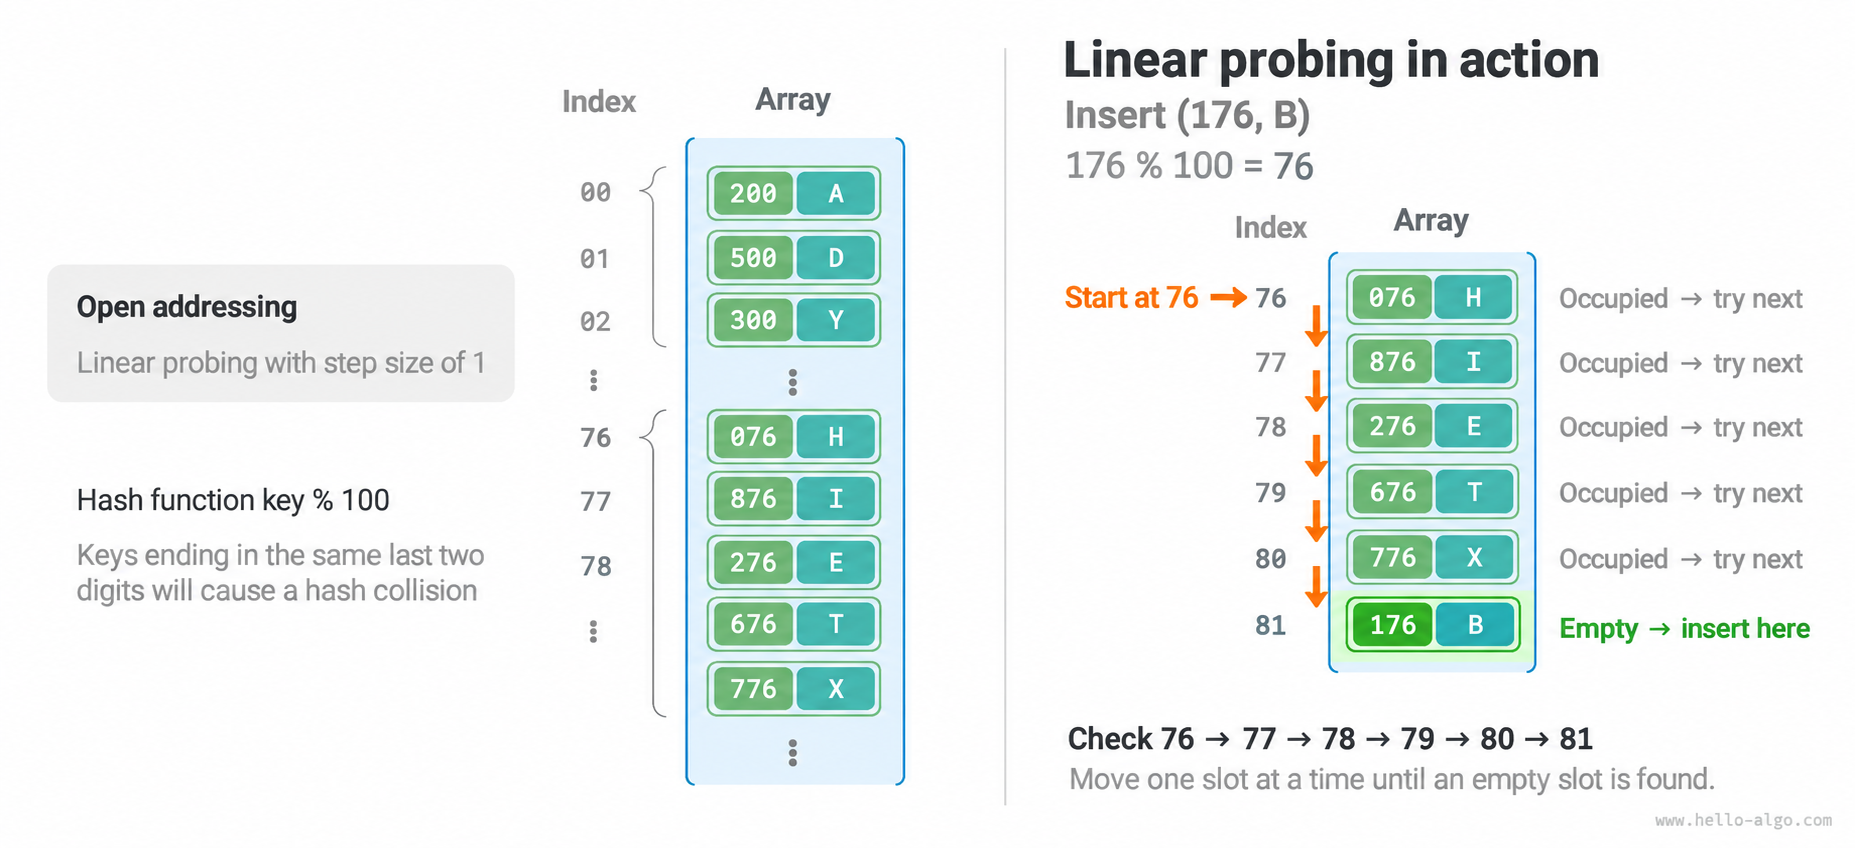 Open addressing
Linear probing with step size of 1
Hash function key % 100
Keys ending in the same last two
digits will cause a hash collision
Index Array
00 200 A
01 500 D
02 300 Y
76 076 H
77 876 I
78 276 E
676 T
776 X
Linear probing in action
Insert (176, B)
176 % 100 = 76
Index Array
Start at 76 → 76 076 H Occupied → try next
77 876 I Occupied → try next
78 276 E Occupied → try next
79 676 T Occupied → try next
80 776 X Occupied → try next
81 176 B Empty → insert here
Check 76 → 77 → 78 → 79 → 80 → 81
Move one slot at a time until an empty slot is found.
www.hello-algo.com